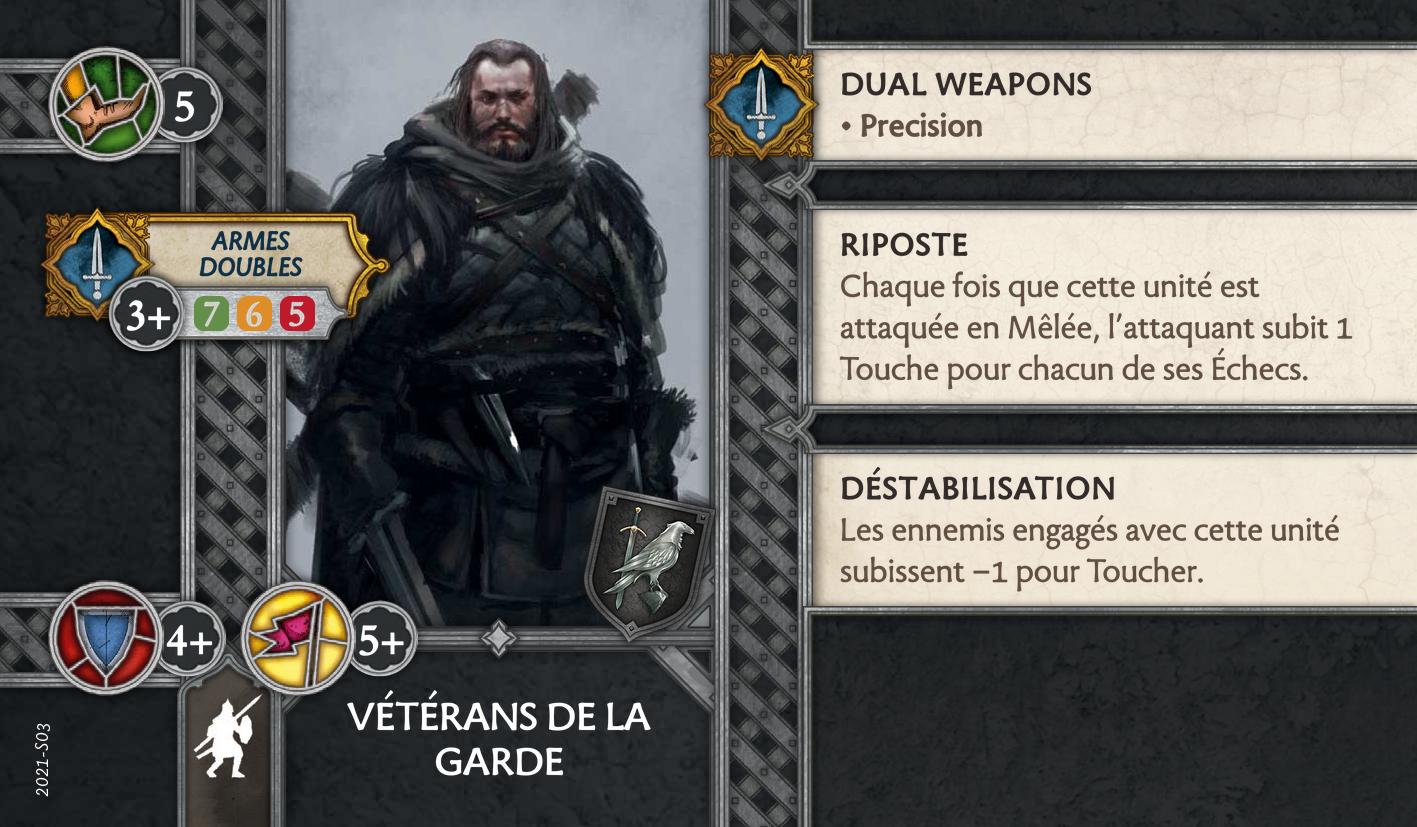 5
ARMES
DOUBLES
3+
7 6 5
4+
5+
VÉTÉRANS DE LA
GARDE
2021-S03
DUAL WEAPONS
• Precision
RIPOSTE
Chaque fois que cette unité est
attaquée en Mêlée, l'attaquant subit 1
Touche pour chacun de ses Échecs.
DÉSTABILISATION
Les ennemis engagés avec cette unité
subissent –1 pour Toucher.